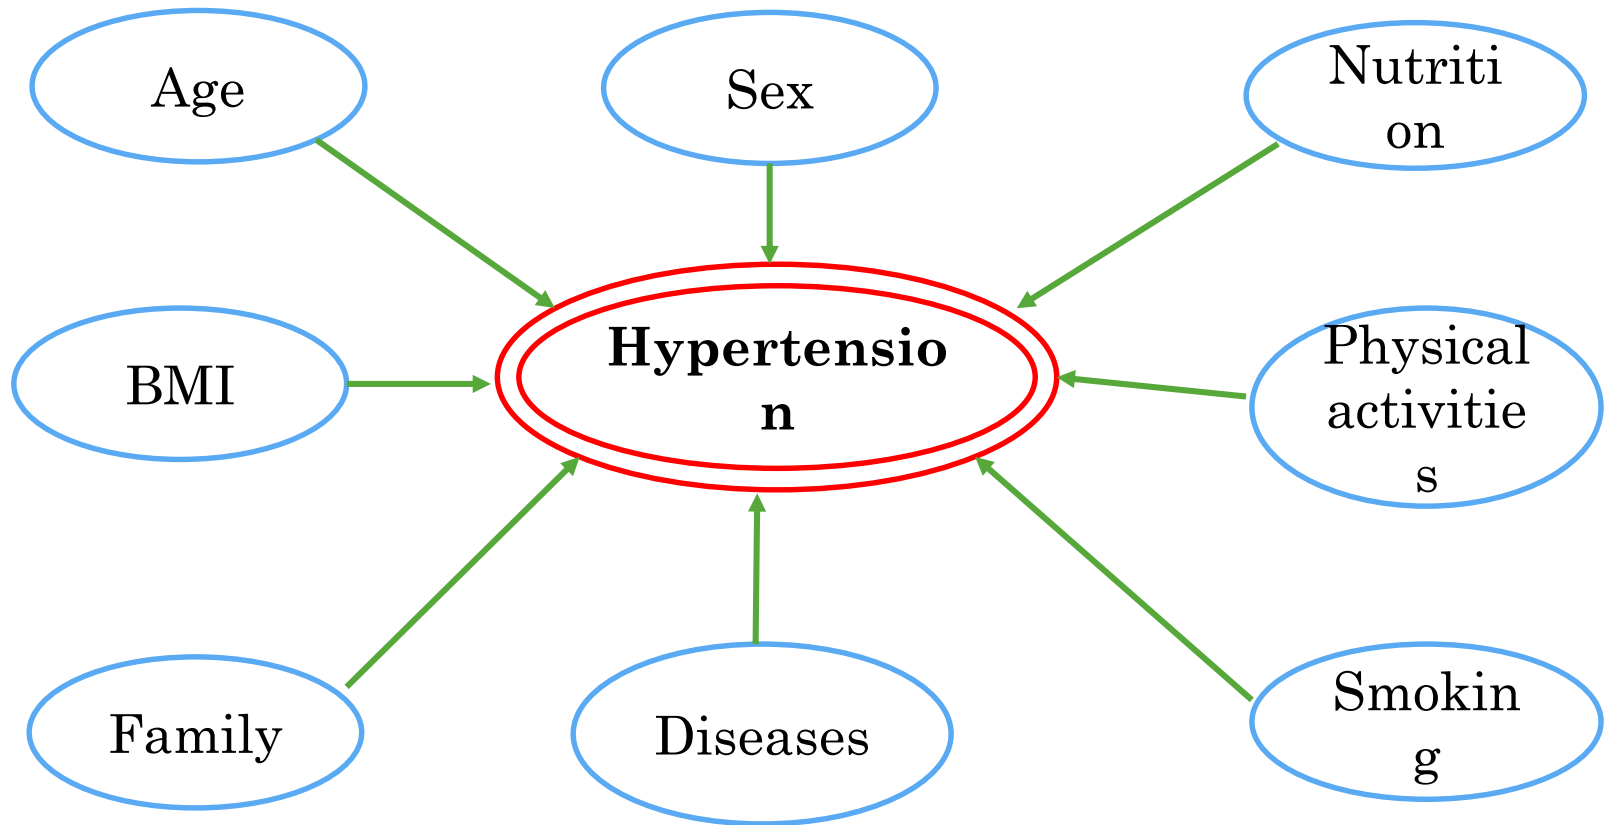 Age
Sex
Nutriti
on
BMI
Hypertensio
n
Physical
activitie
s
Family
Diseases
Smokin
g